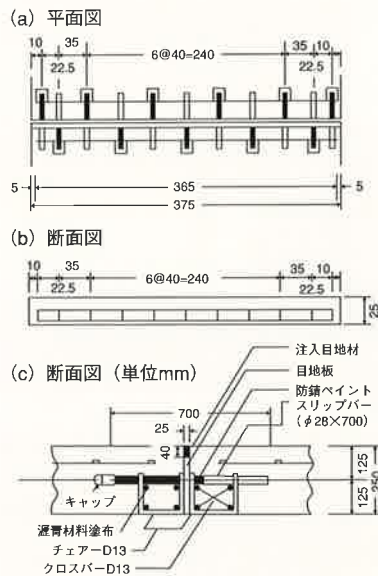 (a) 平面図
10 35 6@40=240 35 10
22.5 22.5
5 365 5
375
(b) 断面図
10 35 6@40=240 35 10
22.5 22.5
25
(c) 断面図（単位mm）
注入目地材
目地板
防錆ペイント
スリップバー
(φ28×700)
700
25
40
125
250
125
キャップ
瀝青材料塗布
チェアーD13
クロスバーD13